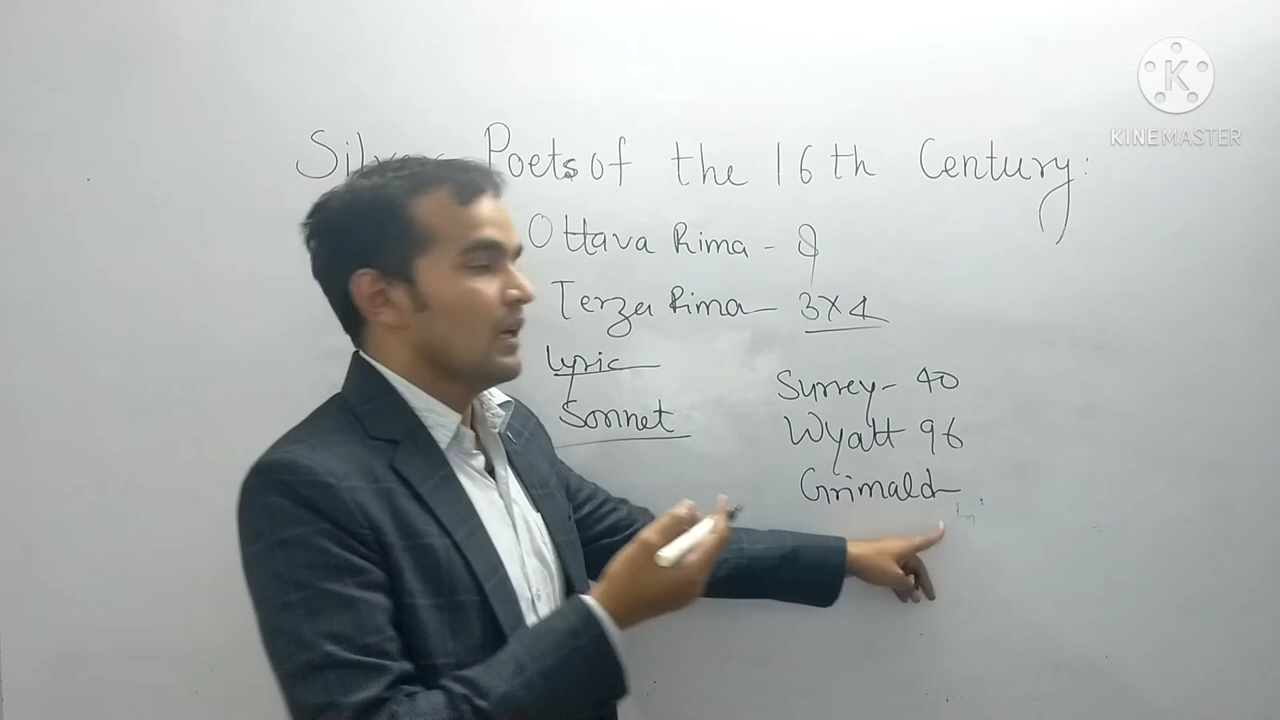 Silver Poets of the 16th Century:
Ottava Rima - 8
Terza Rima - 3x4
Lyric
Sonnet
Surrey - 40
Wyatt 96
Grimald
KINEMASTER